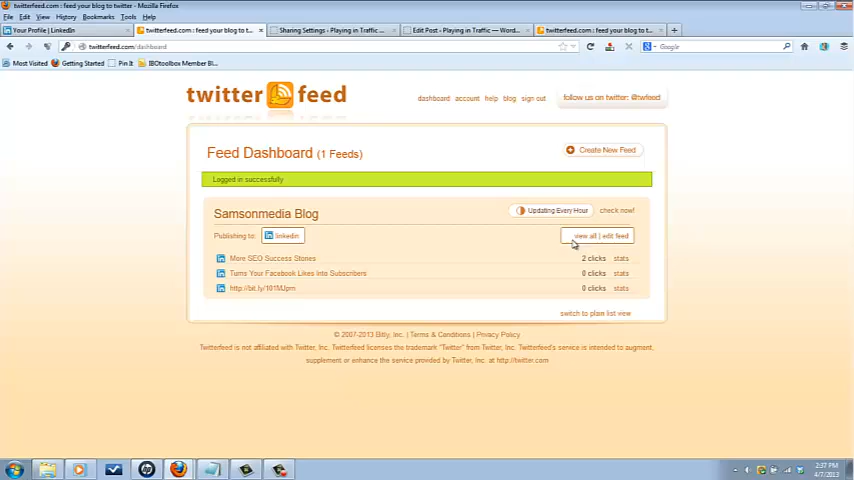 twitterfeed.com : feed your blog to twitter - Mozilla Firefox
File Edit View History Bookmarks Tools Help
Your Profile | LinkedIn × twitterfeed.com : feed your blog to tw... × Sharing Settings - Playing in Traffic ... × Edit Post - Playing in Traffic — Wor... × twitterfeed.com : feed your blog to tw... × +
twitterfeed.com/dashboard Google
Most Visited Getting Started Pin It IBOtoolbox Member Bl...
twitter feed
dashboard account help blog sign out follow us on twitter: @twfeed
Feed Dashboard (1 Feeds) Create New Feed
Logged in successfully
Samsonmedia Blog Updating Every Hour check now!
Publishing to: linkedin view all | edit feed
More SEO Success Stories 2 clicks stats
Turns Your Facebook Likes Into Subscribers 0 clicks stats
http://bit.ly/101MJpm 0 clicks stats
switch to plain list view
© 2007-2013 Bitly, Inc. | Terms & Conditions | Privacy Policy
Twitterfeed is not affiliated with Twitter, Inc. Twitterfeed licenses the trademark "Twitter" from Twitter, Inc. Twitterfeed's service is intended to augment,
supplement or enhance the service provided by Twitter, Inc. at http://twitter.com
2:37 PM
4/7/2013